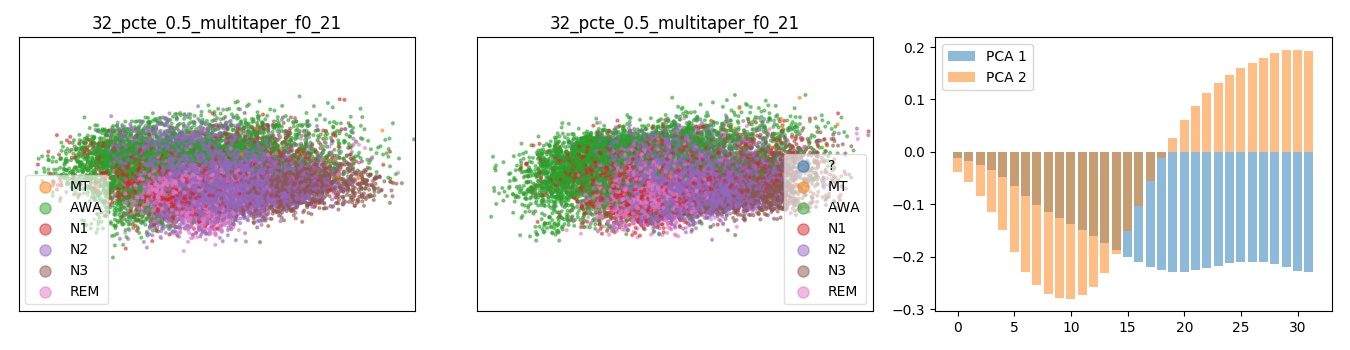 32_pcte_0.5_multitaper_f0_21
MT
AWA
N1
N2
N3
REM
32_pcte_0.5_multitaper_f0_21
?
MT
AWA
N1
N2
N3
REM
PCA 1
PCA 2
0.2
0.1
0.0
−0.1
−0.2
−0.3
0 5 10 15 20 25 30